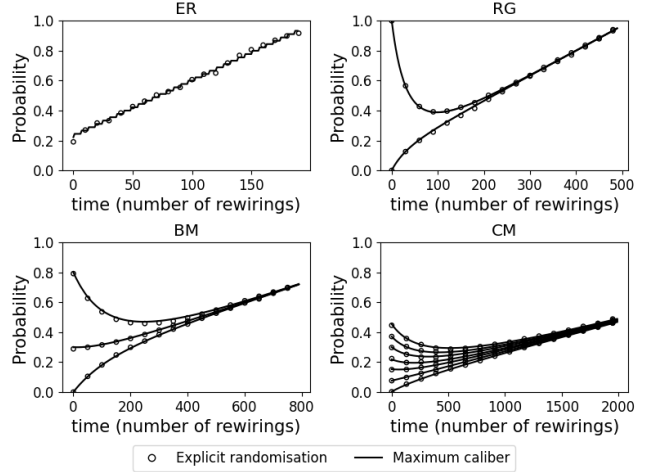 ER
RG
Probability
1.0
0.8
0.6
0.4
0.2
0.0
0 50 100 150
time (number of rewirings)
Probability
1.0
0.8
0.6
0.4
0.2
0.0
0 100 200 300 400 500
time (number of rewirings)
BM
CM
Probability
1.0
0.8
0.6
0.4
0.2
0.0
0 200 400 600 800
time (number of rewirings)
Probability
1.0
0.8
0.6
0.4
0.2
0.0
0 500 1000 1500 2000
time (number of rewirings)
Explicit randomisation Maximum caliber